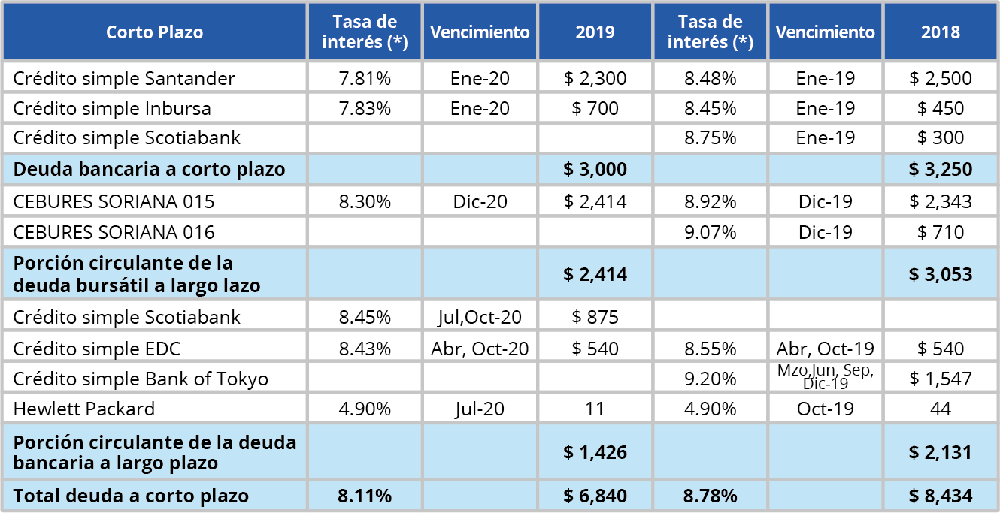 Corto Plazo Tasa de interés (*) Vencimiento 2019 Tasa de interés (*) Vencimiento 2018
Crédito simple Santander 7.81% Ene-20 $ 2,300 8.48% Ene-19 $ 2,500
Crédito simple Inbursa 7.83% Ene-20 $ 700 8.45% Ene-19 $ 450
Crédito simple Scotiabank 8.75% Ene-19 $ 300
Deuda bancaria a corto plazo $ 3,000 $ 3,250
CEBURES SORIANA 015 8.30% Dic-20 $ 2,414 8.92% Dic-19 $ 2,343
CEBURES SORIANA 016 9.07% Dic-19 $ 710
Porción circulante de la
deuda bursátil a largo lazo $ 2,414 $ 3,053
Crédito simple Scotiabank 8.45% Jul,Oct-20 $ 875
Crédito simple EDC 8.43% Abr, Oct-20 $ 540 8.55% Abr, Oct-19 $ 540
Crédito simple Bank of Tokyo 9.20% Mzo,Jun, Sep, Dic-19 $ 1,547
Hewlett Packard 4.90% Jul-20 11 4.90% Oct-19 44
Porción circulante de la deuda
bancaria a largo plazo $ 1,426 $ 2,131
Total deuda a corto plazo 8.11% $ 6,840 8.78% $ 8,434